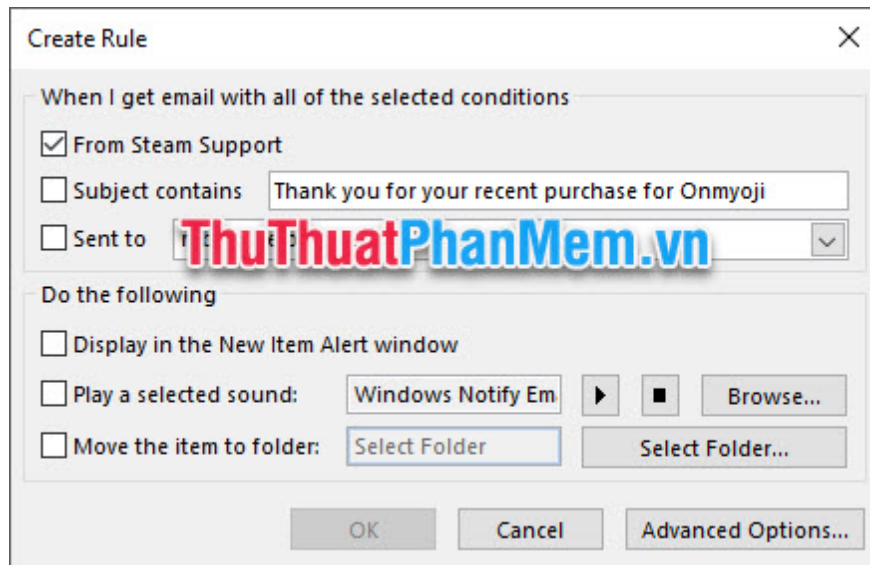 Create Rule
When I get email with all of the selected conditions
From Steam Support
Subject contains Thank you for your recent purchase for Onmyoji
Sent to
ThuThuatPhanMem.vn
Do the following
Display in the New Item Alert window
Play a selected sound: Windows Notify Em Browse...
Move the item to folder: Select Folder Select Folder...
OK Cancel Advanced Options...